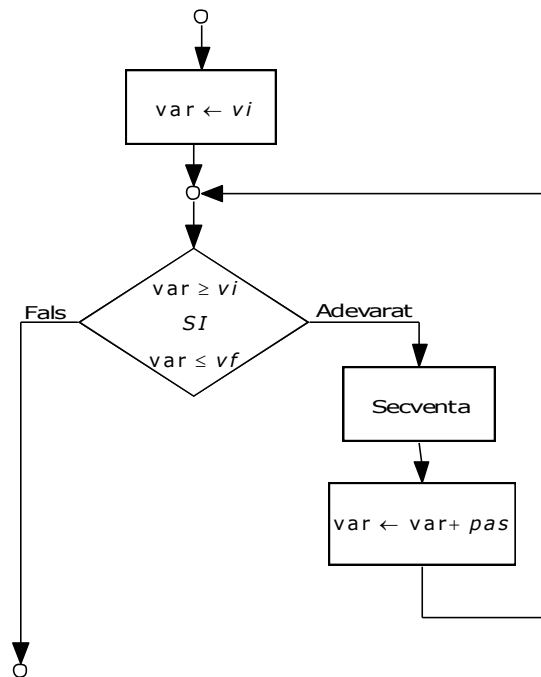 var ← vi
var ≥ vi
SI
var ≤ vf
Fals
Adevarat
Secventa
var ← var+ pas